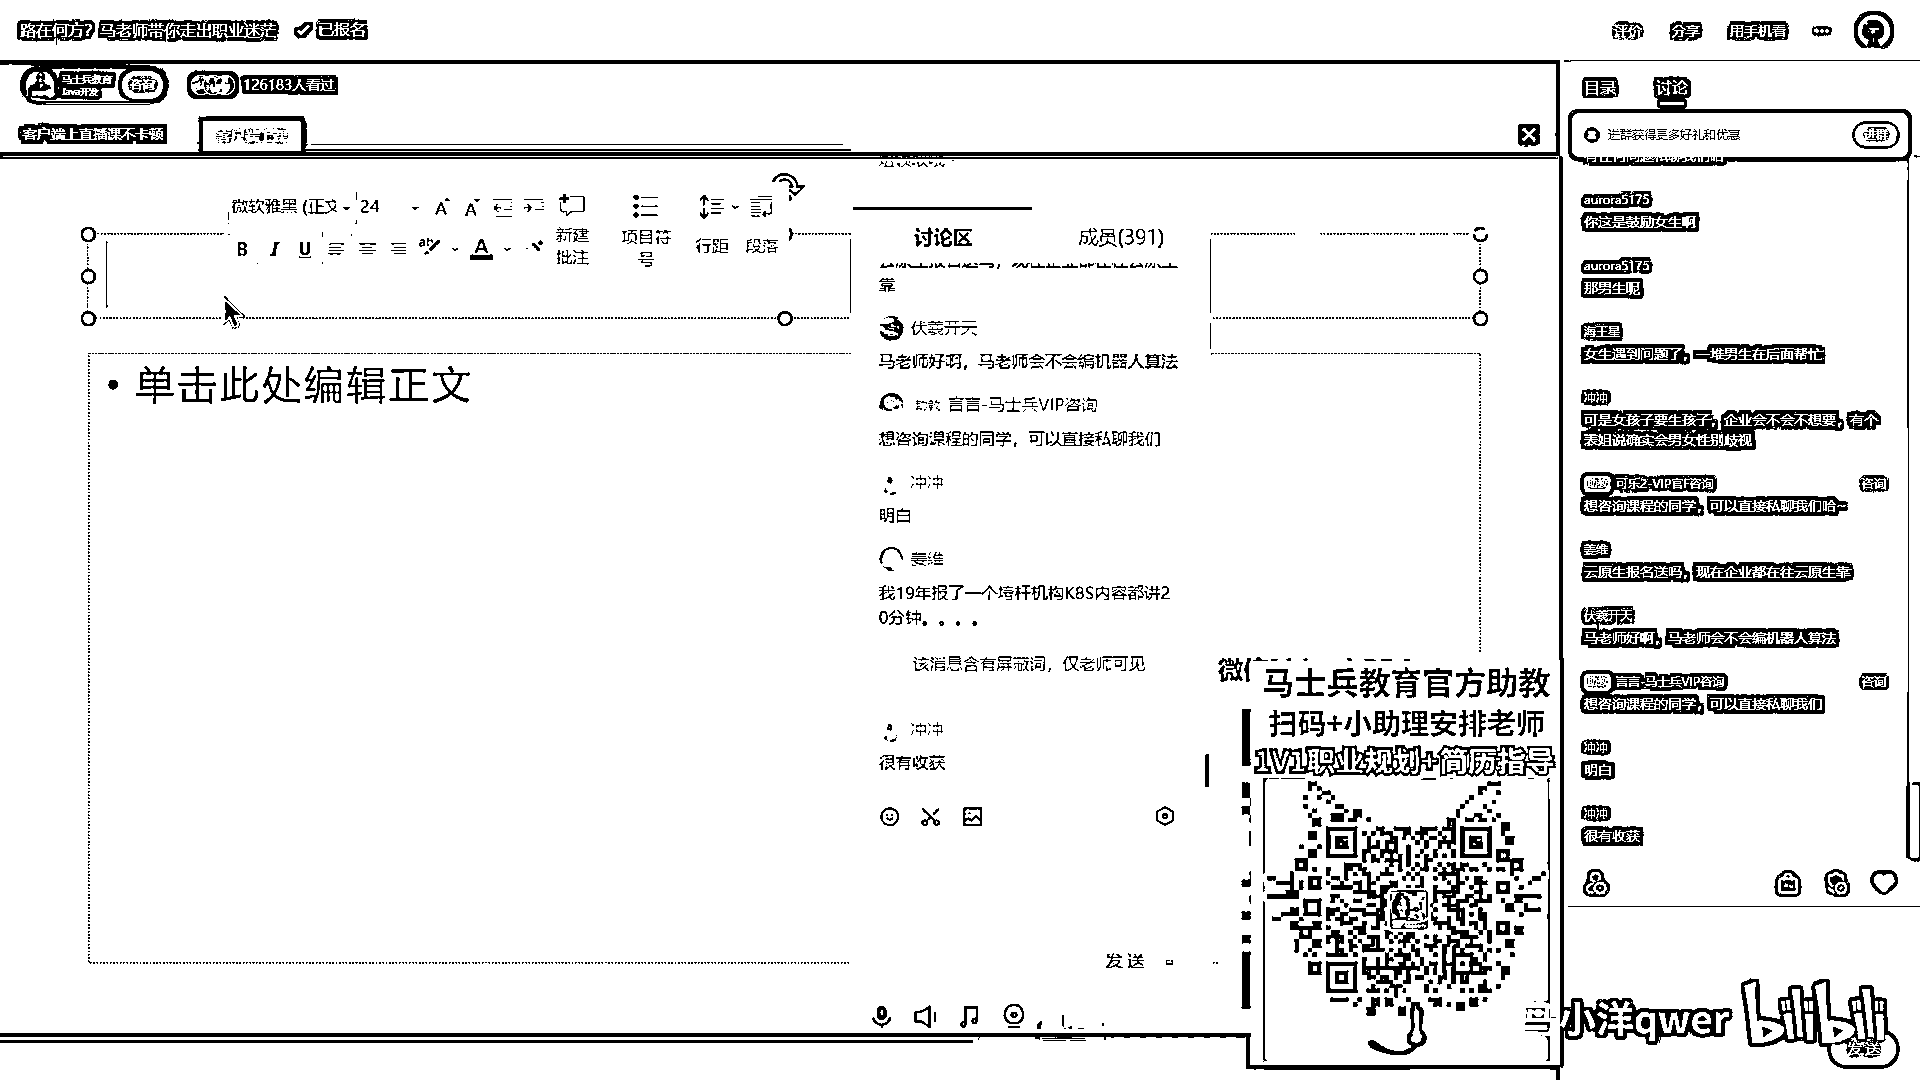 路在何方？马老师带你走出职业迷茫 已报名
评价 分享 用手机看
马士兵教育
Java开发
咨询
126183人看过
客户端上直播课不卡顿
目录 讨论
进群获得更多好礼和优惠
进群
微软雅黑 (正文 24
B I U
新建
批注
项目符
号
行距 段落
• 单击此处编辑正文
讨论区 成员(391)
靠
伏羲开天
马老师好啊，马老师会不会编机器人算法
助教 言言-马士兵VIP咨询
想咨询课程的同学，可以直接私聊我们
冲冲
明白
姜维
我19年报了一个垮杆机构K8S内容都讲2
0分钟。。。。
该消息含有屏蔽词，仅老师可见
冲冲
很有收获
发送
马士兵教育官方助教
扫码+小助理安排老师
1V1职业规划+简历指导
aurora5175
你这是鼓励女生啊
aurora5175
那男生呢
海王星
女生遇到问题了，一堆男生在后面帮忙
冲冲
可是女孩子要生孩子，企业会不会不想要，有个
表姐说确实会男女性别歧视
助教 可乐2-VIP官F咨询 咨询
想咨询课程的同学，可以直接私聊我们哈~
姜维
云原生报名送吗，现在企业都在往云原生靠
伏羲开天
马老师好啊，马老师会不会编机器人算法
助教 言言-马士兵VIP咨询 咨询
想咨询课程的同学，可以直接私聊我们
冲冲
明白
冲冲
很有收获
小洋qwer
bilibili
发送